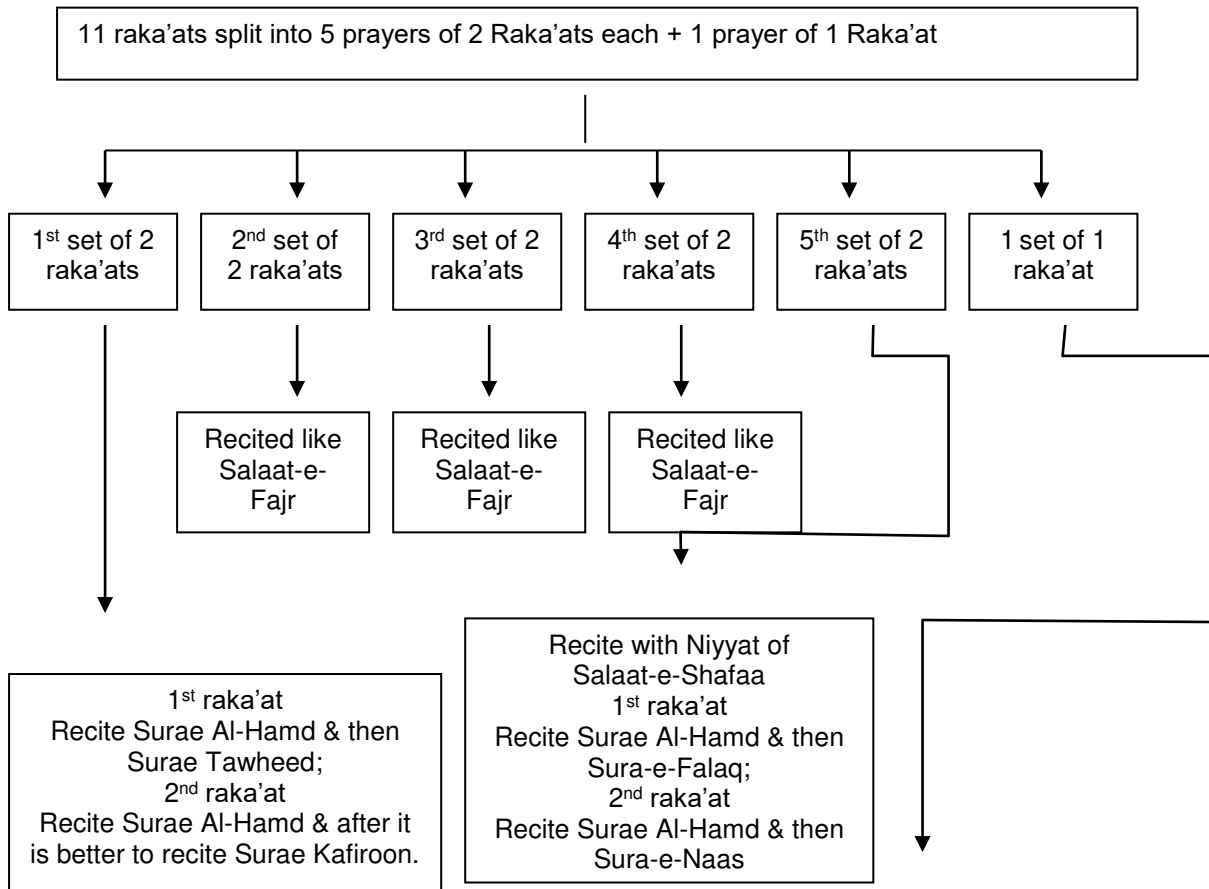 11 raka’ats split into 5 prayers of 2 Raka’ats each + 1 prayer of 1 Raka’at
1st set of 2
raka’ats
2nd set of
2 raka’ats
3rd set of 2
raka’ats
4th set of 2
raka’ats
5th set of 2
raka’ats
1 set of 1
raka’at
Recited like
Salaat-e-
Fajr
Recited like
Salaat-e-
Fajr
Recited like
Salaat-e-
Fajr
1st raka’at
Recite Surae Al-Hamd & then
Surae Tawheed;
2nd raka’at
Recite Surae Al-Hamd & after it
is better to recite Surae Kafiroon.
Recite with Niyyat of
Salaat-e-Shafaa
1st raka’at
Recite Surae Al-Hamd & then
Sura-e-Falaq;
2nd raka’at
Recite Surae Al-Hamd & then
Sura-e-Naas